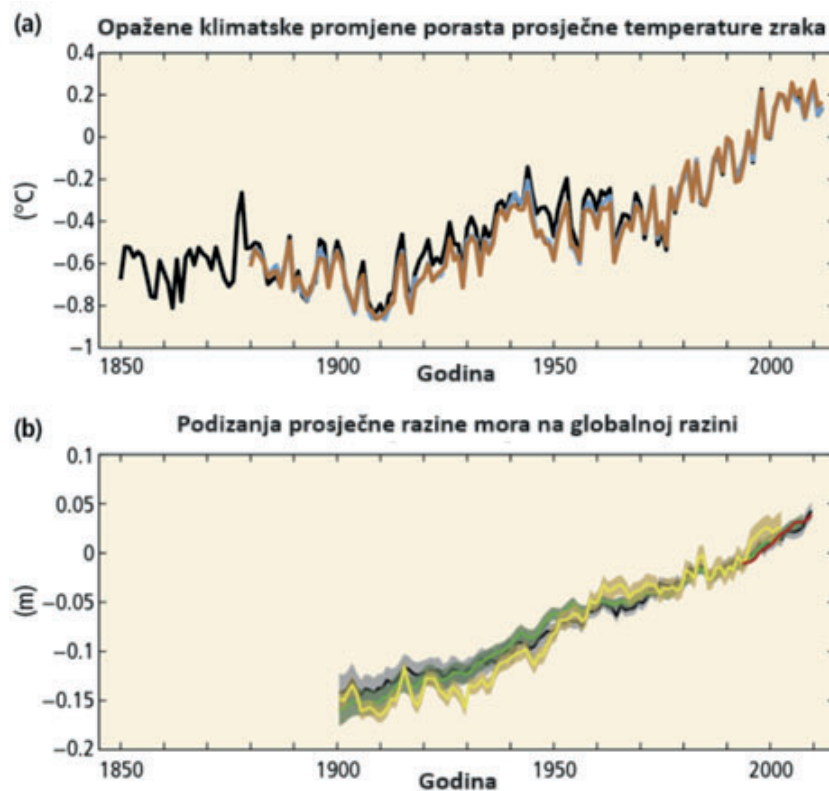 (a) Opažene klimatske promjene porasta prosječne temperature zraka
0.4
0.2
0
−0.2
(°C)
−0.4
−0.6
−0.8
−1
1850 1900 1950 2000
Godina
(b) Podizanja prosječne razine mora na globalnoj razini
0.1
0.05
0
(m)
−0.05
−0.1
−0.15
−0.2
1850 1900 1950 2000
Godina